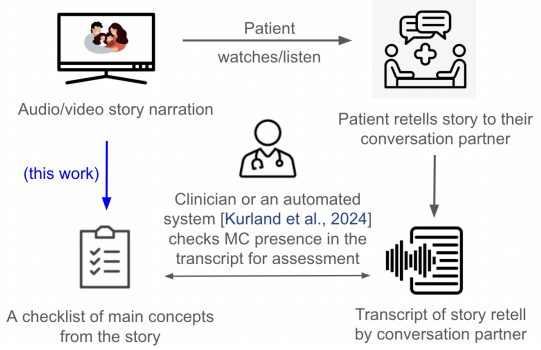 Patient
watches/listen
Audio/video story narration
Patient retells story to their
conversation partner
(this work)
Clinician or an automated
system [Kurland et al., 2024]
checks MC presence in the
transcript for assessment
A checklist of main concepts
from the story
Transcript of story retell
by conversation partner